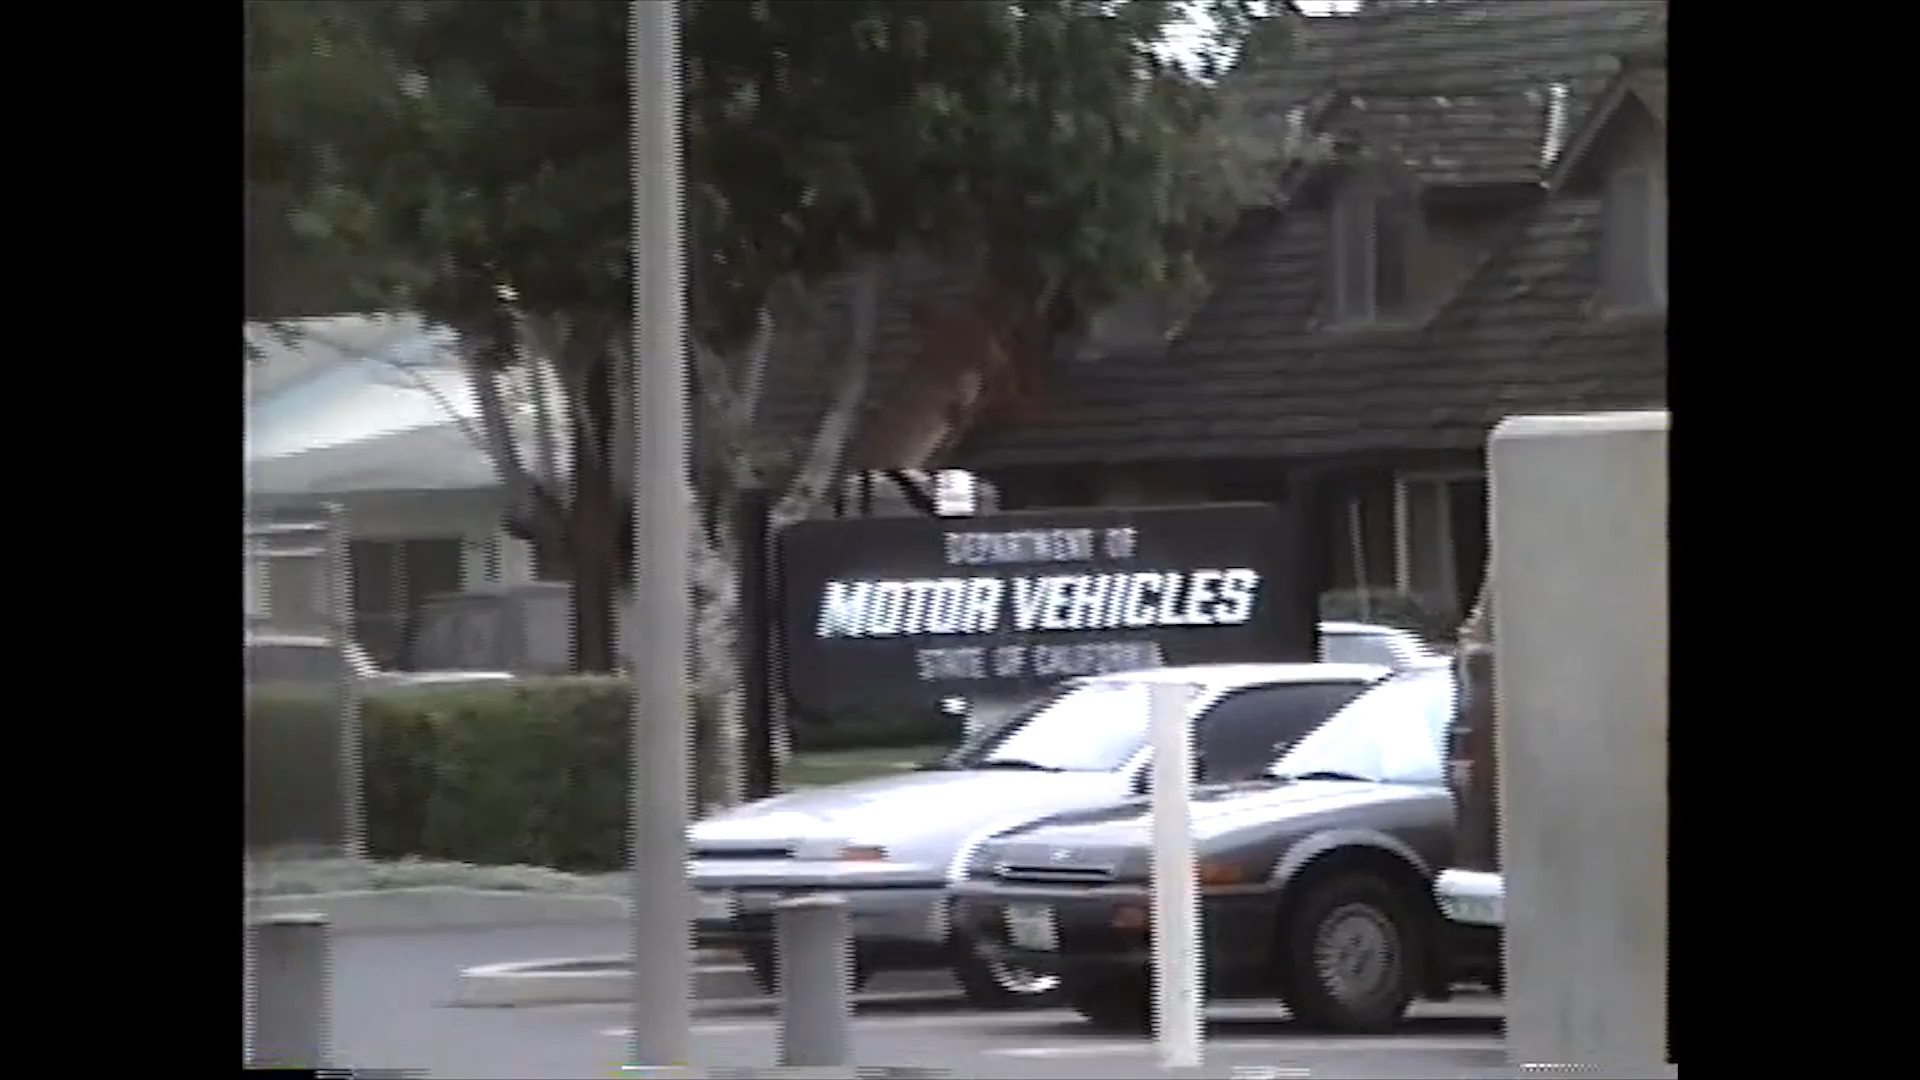 DEPARTMENT OF
MOTOR VEHICLES
STATE OF CALIFORNIA